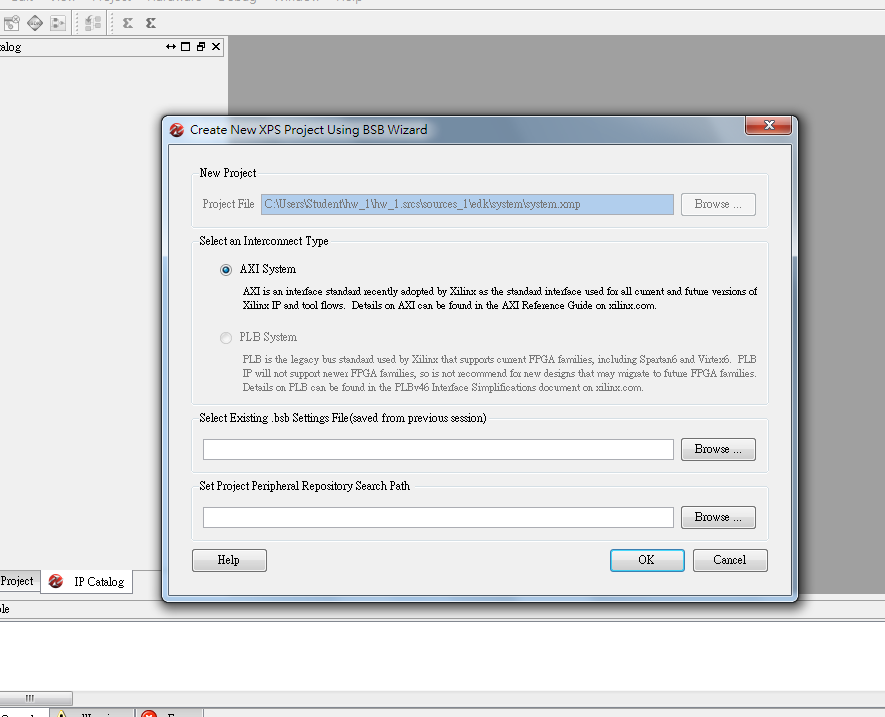 Create New XPS Project Using BSB Wizard
New Project
Project File C:\Users\Student\hw_1\hw_1.srcs\sources_1\edk\system\system.xmp Browse ...
Select an Interconnect Type
AXI System
AXI is an interface standard recently adopted by Xilinx as the standard interface used for all current and future versions of
Xilinx IP and tool flows.  Details on AXI can be found in the AXI Reference Guide on xilinx.com.
PLB System
PLB is the legacy bus standard used by Xilinx that supports current FPGA families, including Spartan6 and Virtex6.  PLB
IP will not support newer FPGA families, so is not recommend for new designs that may migrate to future FPGA families.
Details on PLB can be found in the PLBv46 Interface Simplifications document on xilinx.com.
Select Existing .bsb Settings File(saved from previous session)
Browse ...
Set Project Peripheral Repository Search Path
Browse ...
Help OK Cancel
Project IP Catalog